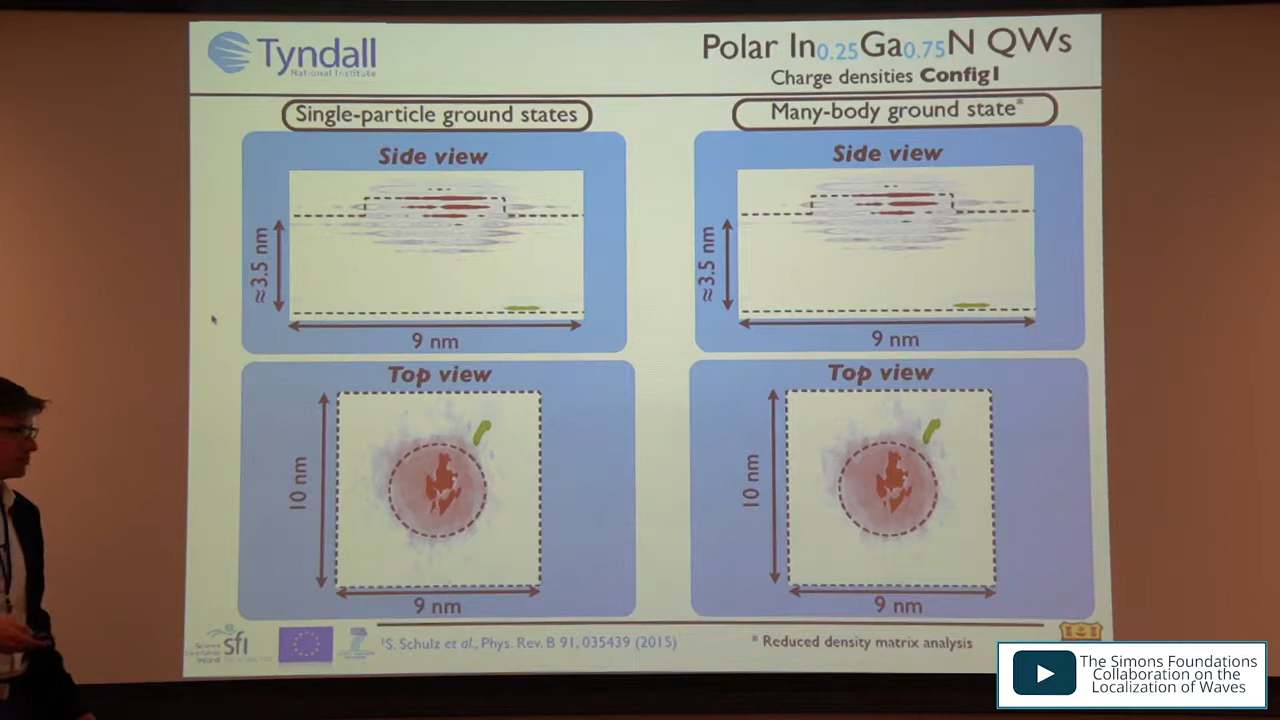 Tyndall
National Institute
Polar In0.25Ga0.75N QWs
Charge densities Config1
Single-particle ground states
Many-body ground state*
Side view
≈3.5 nm
9 nm
Side view
≈3.5 nm
9 nm
Top view
10 nm
9 nm
Top view
10 nm
9 nm
sfi
¹S. Schulz et al., Phys. Rev. B 91, 035439 (2015)
* Reduced density matrix analysis
The Simons Foundations
Collaboration on the
Localization of Waves